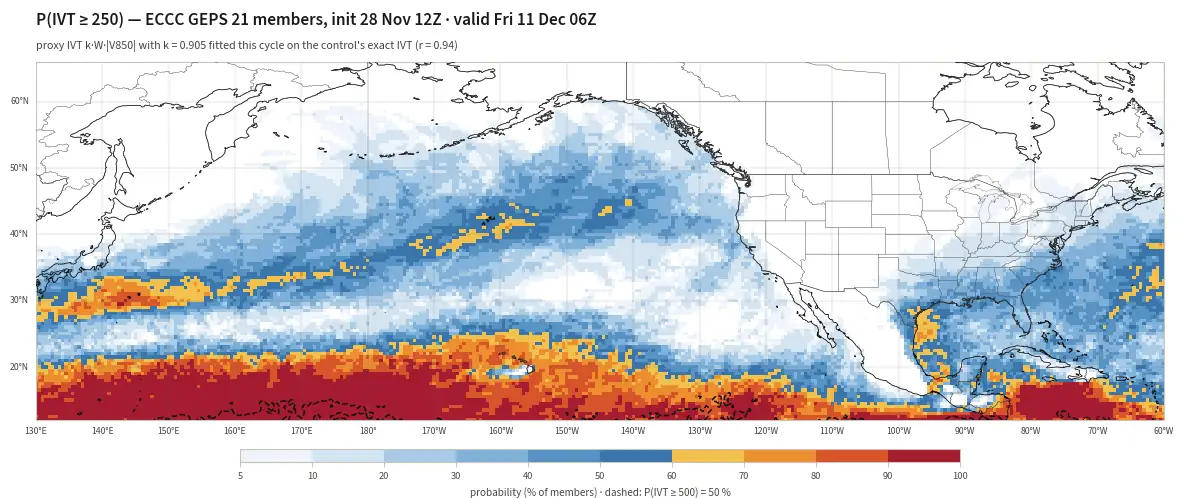 P(IVT ≥ 250) — ECCC GEPS 21 members, init 28 Nov 12Z · valid Fri 11 Dec 06Z
proxy IVT k·W·|V850| with k = 0.905 fitted this cycle on the control's exact IVT (r = 0.94)
60°N
50°N
40°N
30°N
20°N
130°E 140°E 150°E 160°E 170°E 180° 170°W 160°W 150°W 140°W 130°W 120°W 110°W 100°W 90°W 80°W 70°W 60°W
5 10 20 30 40 50 60 70 80 90 100
probability (% of members) · dashed: P(IVT ≥ 500) = 50 %